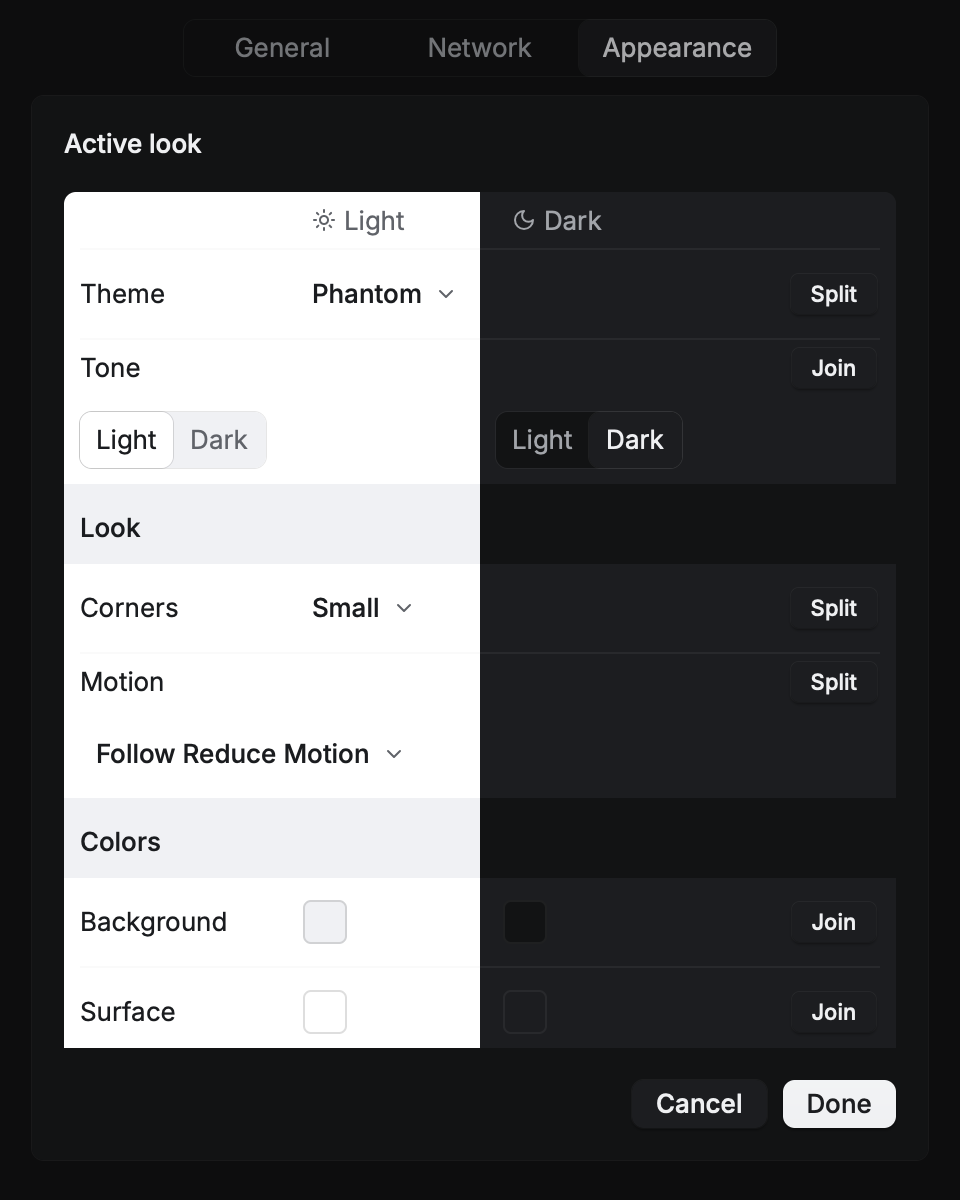 General Network Appearance
Active look
Light Dark
Theme Phantom Split
Tone Join
Light Dark Light Dark
Look
Corners Small Split
Motion Split
Follow Reduce Motion
Colors
Background Join
Surface Join
Cancel Done